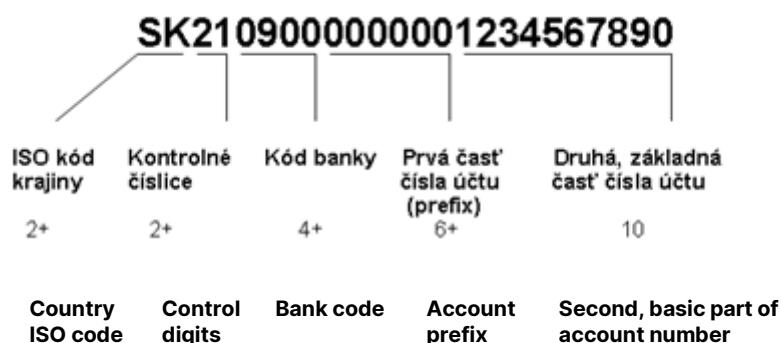 SK2109000000001234567890
ISO kód krajiny
Kontrolné číslice
Kód banky
Prvá časť čísla účtu (prefix)
Druhá, základná časť čísla účtu
2+
2+
4+
6+
10
Country ISO code
Control digits
Bank code
Account prefix
Second, basic part of account number